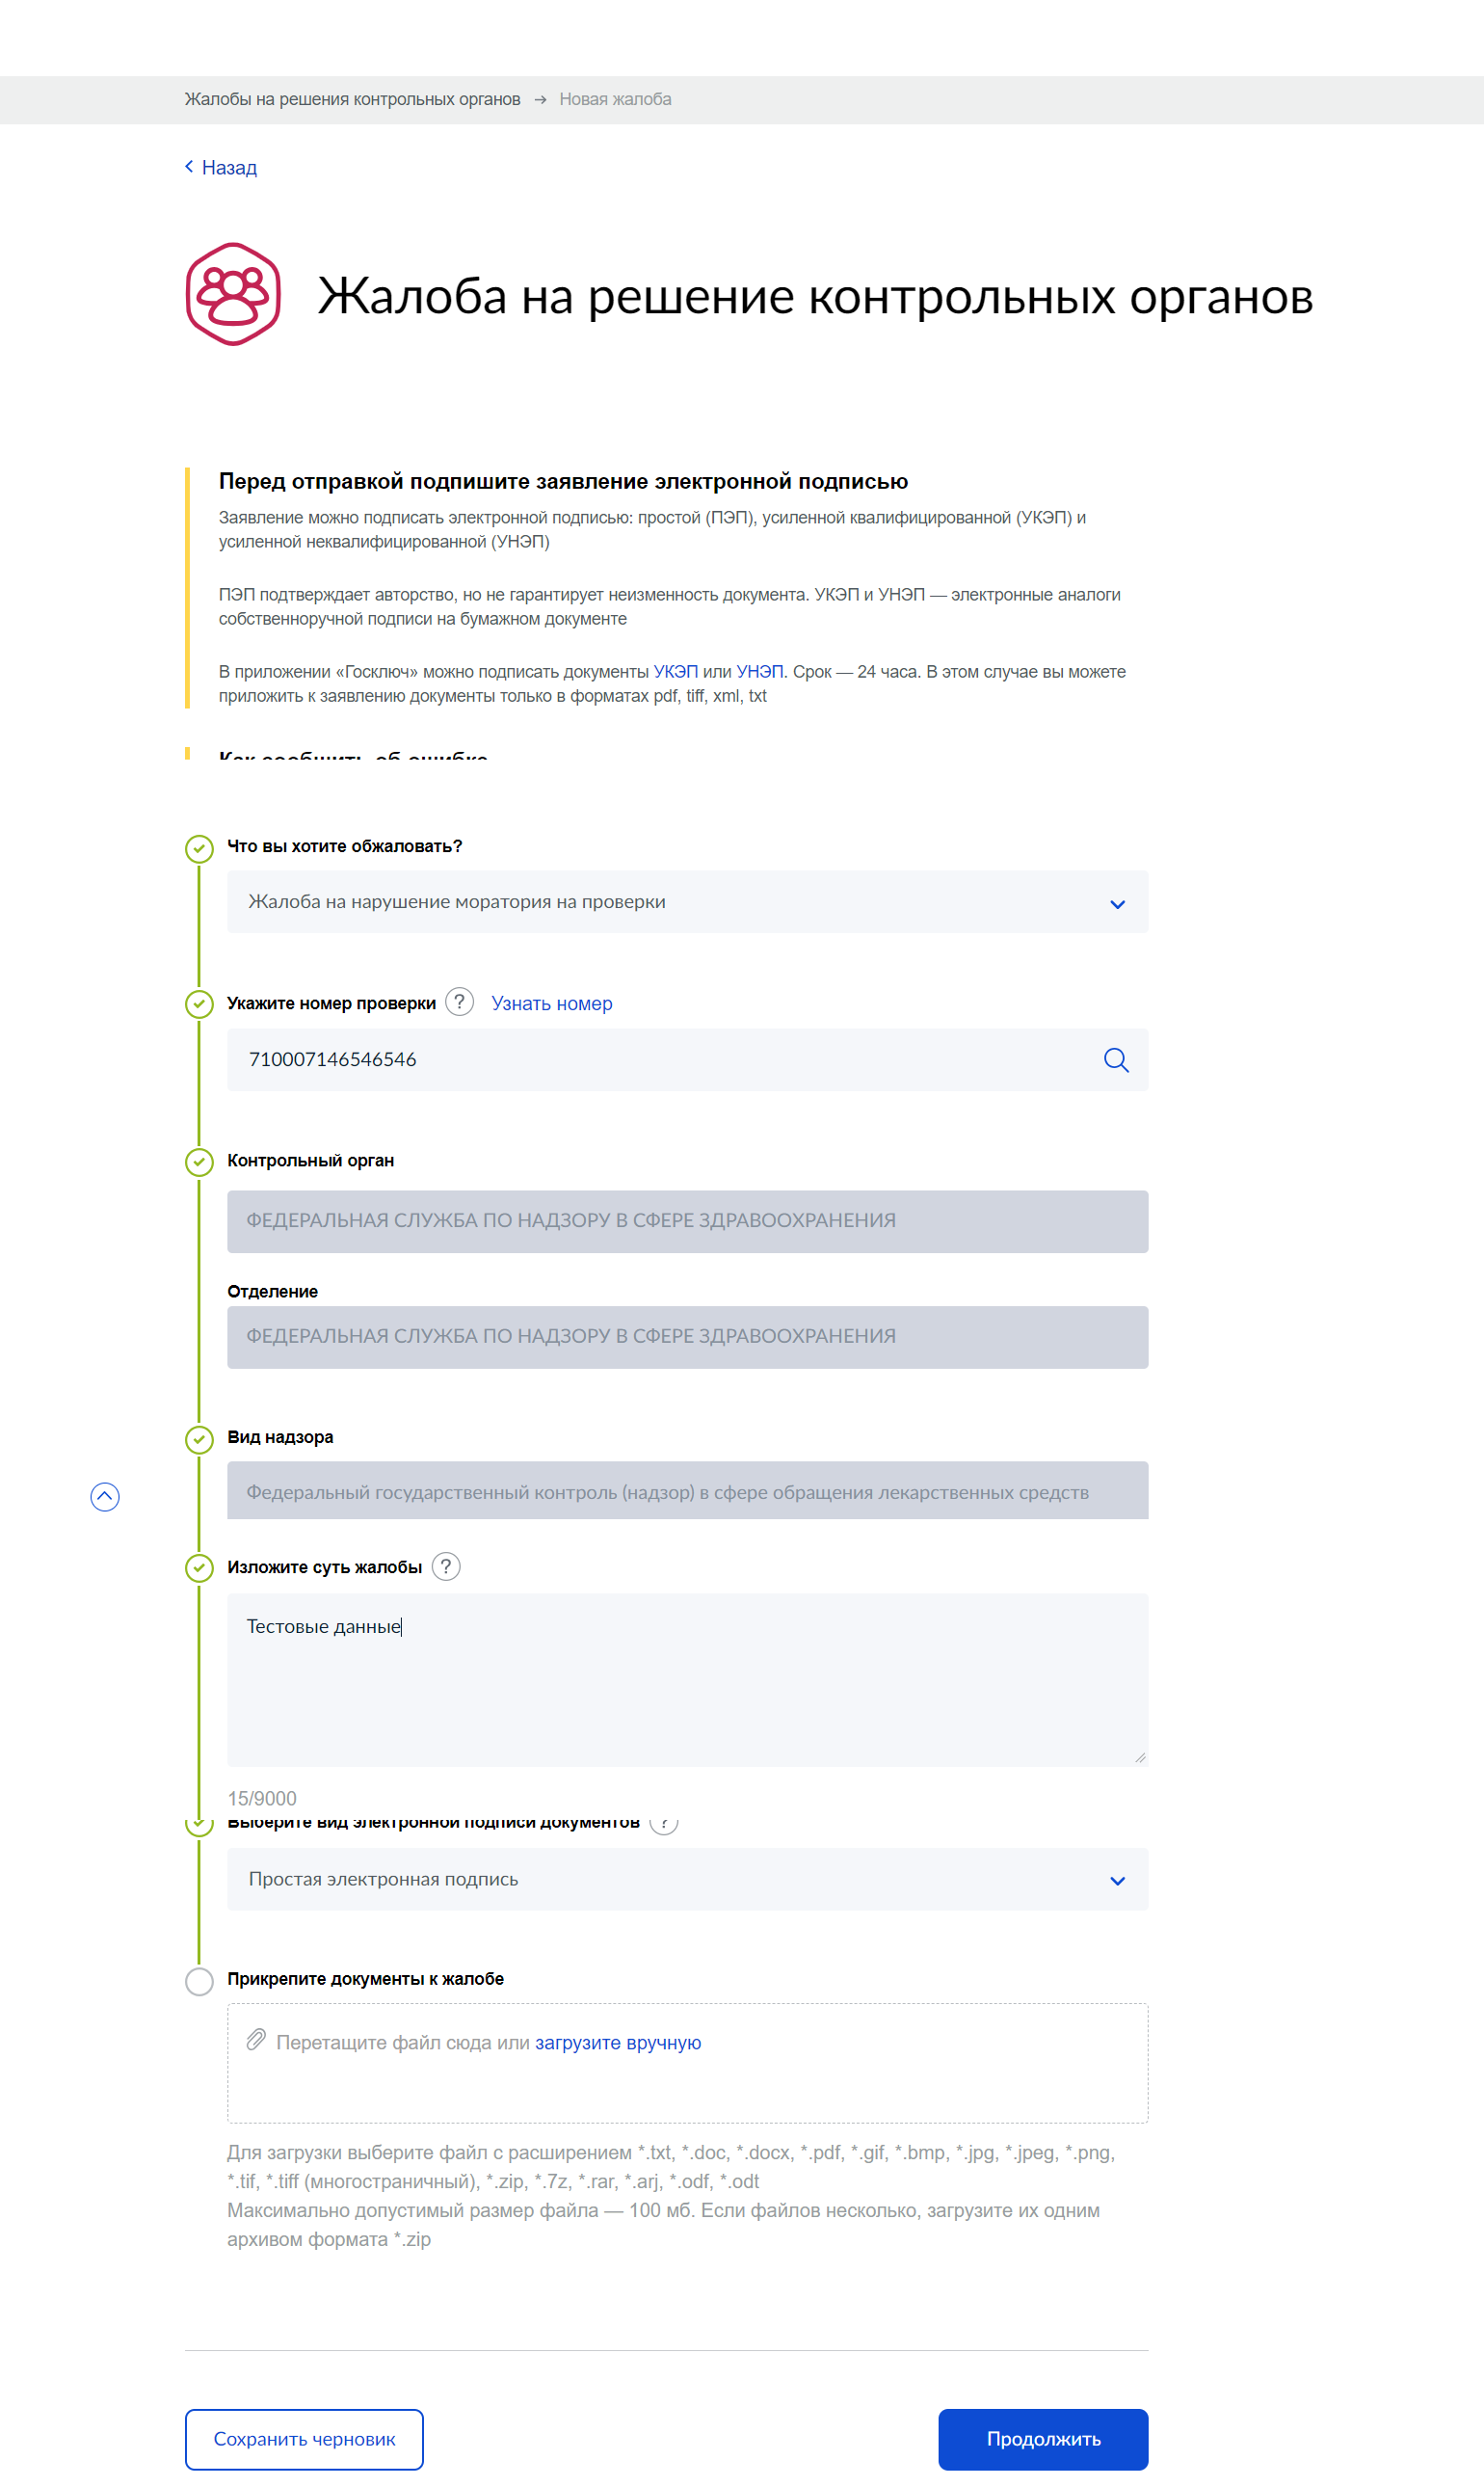 Жалобы на решения контрольных органов → Новая жалоба
Назад
Жалоба на решение контрольных органов
Перед отправкой подпишите заявление электронной подписью
Заявление можно подписать электронной подписью: простой (ПЭП), усиленной квалифицированной (УКЭП) и
усиленной неквалифицированной (УНЭП)
ПЭП подтверждает авторство, но не гарантирует неизменность документа. УКЭП и УНЭП — электронные аналоги
собственноручной подписи на бумажном документе
В приложении «Госключ» можно подписать документы УКЭП или УНЭП. Срок — 24 часа. В этом случае вы можете
приложить к заявлению документы только в форматах pdf, tiff, xml, txt
Как сообщить об ошибке
Что вы хотите обжаловать?
Жалоба на нарушение моратория на проверки
Укажите номер проверки ? Узнать номер
710007146546546
Контрольный орган
ФЕДЕРАЛЬНАЯ СЛУЖБА ПО НАДЗОРУ В СФЕРЕ ЗДРАВООХРАНЕНИЯ
Отделение
ФЕДЕРАЛЬНАЯ СЛУЖБА ПО НАДЗОРУ В СФЕРЕ ЗДРАВООХРАНЕНИЯ
Вид надзора
Федеральный государственный контроль (надзор) в сфере обращения лекарственных средств
Изложите суть жалобы ?
Тестовые данные
15/9000
Выберите вид электронной подписи документов ?
Простая электронная подпись
Прикрепите документы к жалобе
Перетащите файл сюда или загрузите вручную
Для загрузки выберите файл с расширением *.txt, *.doc, *.docx, *.pdf, *.gif, *.bmp, *.jpg, *.jpeg, *.png,
*.tif, *.tiff (многостраничный), *.zip, *.7z, *.rar, *.arj, *.odf, *.odt
Максимально допустимый размер файла — 100 мб. Если файлов несколько, загрузите их одним
архивом формата *.zip
Сохранить черновик
Продолжить